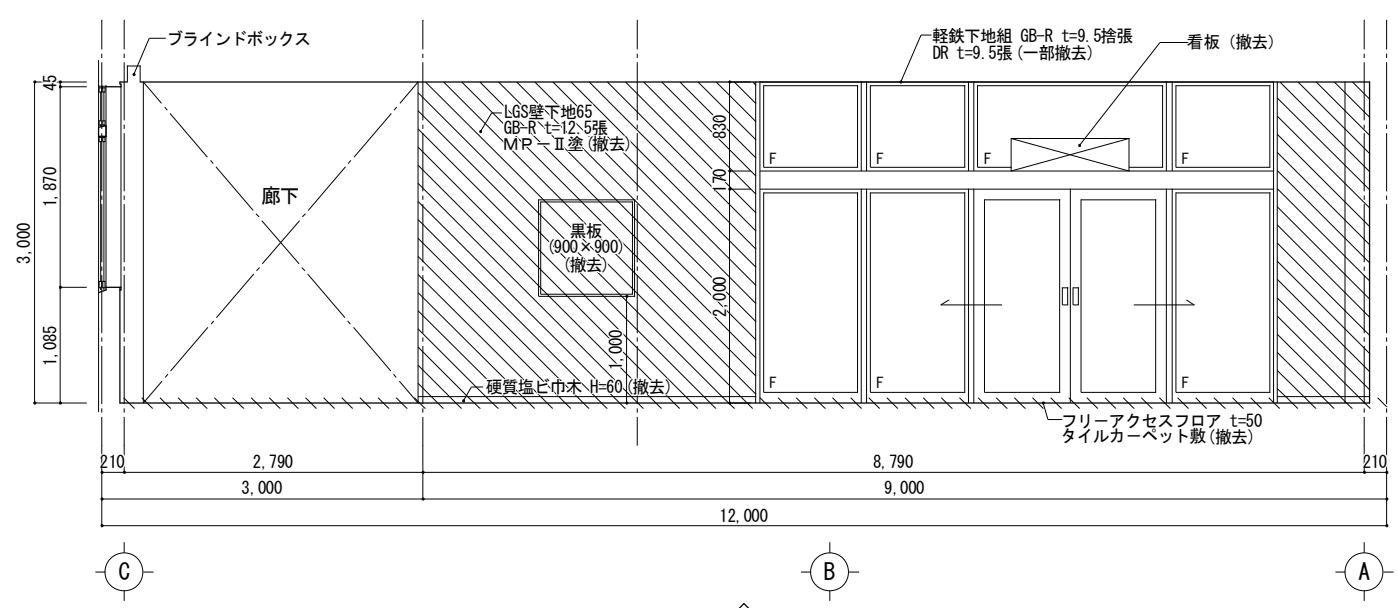 ブラインドボックス
軽鉄下地組 GB-R t=9.5捨張
DR t=9.5張(一部撤去)
看板 (撤去)
LGS壁下地65
GB-R t=12.5張
MP-Ⅱ塗(撤去)
廊下
黒板
(900×900)
(撤去)
硬質塩ビ巾木 H=60(撤去)
フリーアクセスフロア t=50
タイルカーペット敷(撤去)
F
F
F
F
F
F
F
45
1,870
3,000
1,085
830
170
2,000
1,000
210
2,790
8,790
210
3,000
9,000
12,000
C
B
A